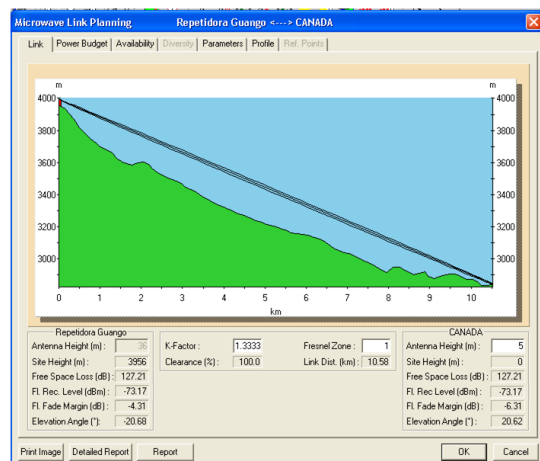 Microwave Link Planning Repetidora Guango <---> CANADA
Link Power Budget Availability Diversity Parameters Profile Ref. Points
m m
4000 4000
3800 3800
3600 3600
3400 3400
3200 3200
3000 3000
0 1 2 3 4 5 6 7 8 9 10
km
Repetidora Guango
Antenna Height (m) : 36
Site Height (m) : 3956
Free Space Loss (dB) : 127.21
Fl. Rec. Level (dBm) : -73.17
Fl. Fade Margin (dB) : -4.31
Elevation Angle (°): -20.68
K-Factor : 1.3333 Fresnel Zone : 1
Clearance (%) : 100.0 Link Dist. (km) : 10.58
CANADA
Antenna Height (m) : 5
Site Height (m) : 0
Free Space Loss (dB) : 127.21
Fl. Rec. Level (dBm) : -73.17
Fl. Fade Margin (dB) : -6.31
Elevation Angle (°): 20.62
Print Image Detailed Report Report OK Cancel